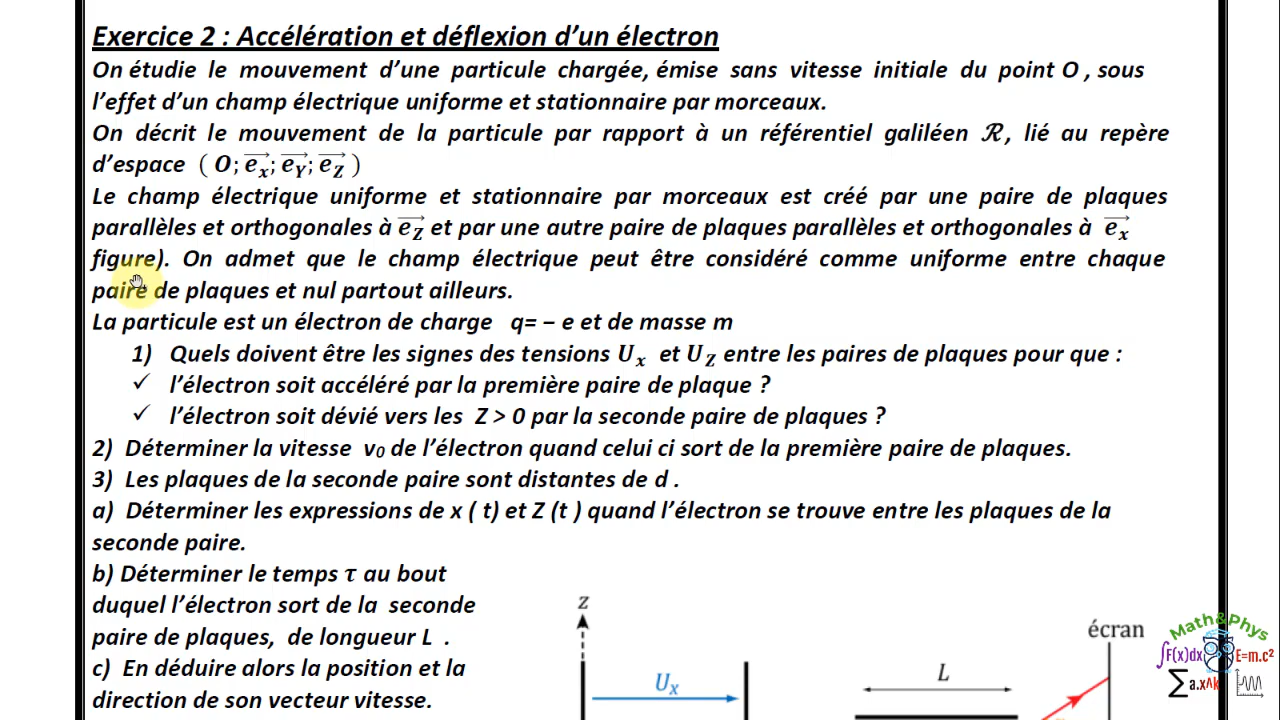 Exercice 2 : Accélération et déflexion d’un électron
On étudie le mouvement d’une particule chargée, émise sans vitesse initiale du point O , sous
l’effet d’un champ électrique uniforme et stationnaire par morceaux.
On décrit le mouvement de la particule par rapport à un référentiel galiléen ℛ, lié au repère
d’espace ( O; e⃗x; e⃗Y; e⃗Z )
Le champ électrique uniforme et stationnaire par morceaux est créé par une paire de plaques
parallèles et orthogonales à e⃗Z et par une autre paire de plaques parallèles et orthogonales à e⃗x
figure). On admet que le champ électrique peut être considéré comme uniforme entre chaque
paire de plaques et nul partout ailleurs.
La particule est un électron de charge q= – e et de masse m
1) Quels doivent être les signes des tensions Ux et UZ entre les paires de plaques pour que :
✓ l’électron soit accéléré par la première paire de plaque ?
✓ l’électron soit dévié vers les Z > 0 par la seconde paire de plaques ?
2) Déterminer la vitesse v0 de l’électron quand celui ci sort de la première paire de plaques.
3) Les plaques de la seconde paire sont distantes de d .
a) Déterminer les expressions de x ( t) et Z (t ) quand l’électron se trouve entre les plaques de la
seconde paire.
b) Déterminer le temps τ au bout
duquel l’électron sort de la seconde
paire de plaques, de longueur L .
c) En déduire alors la position et la
direction de son vecteur vitesse.
z
écran
Ux
L
Math&Phys
∫F(x)dx
E=m.c²
∑a.x^k